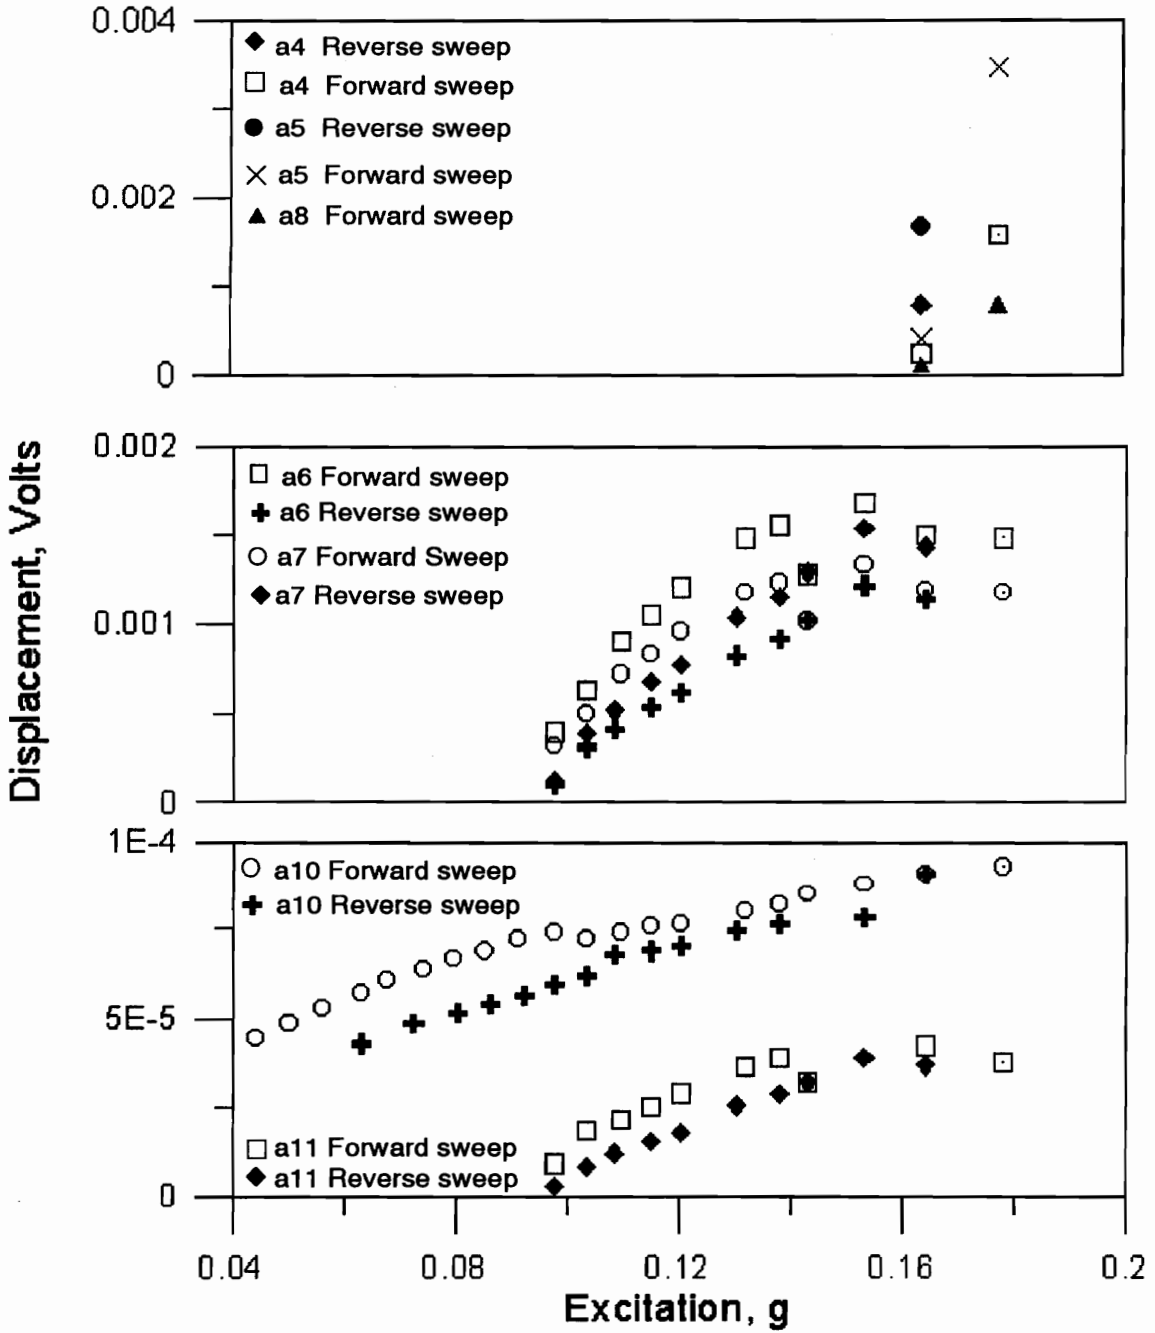 0.004
a4 Reverse sweep
a4 Forward sweep
a5 Reverse sweep
0.002
a5 Forward sweep
a8 Forward sweep
0
Displacement, Volts
0.002
a6 Forward sweep
a6 Reverse sweep
a7 Forward Sweep
a7 Reverse sweep
0.001
0
1E-4
a10 Forward sweep
a10 Reverse sweep
5E-5
a11 Forward sweep
a11 Reverse sweep
0
0.04 0.08 0.12 0.16 0.2
Excitation, g